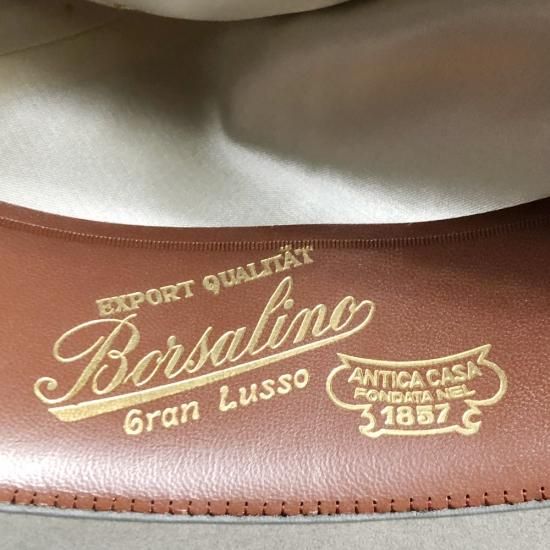 EXPORT QUALITÄT
Borsalino
Gran Lusso
ANTICA CASA
FONDATA NEL
1857